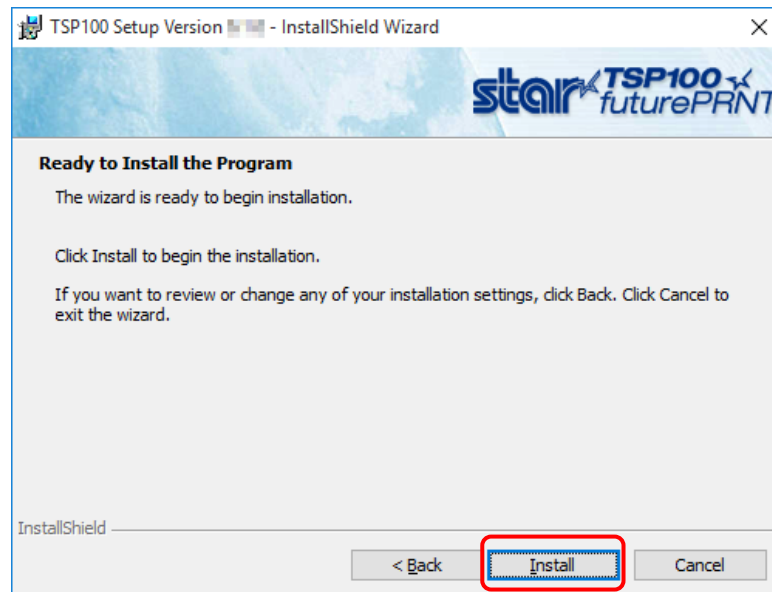 TSP100 Setup Version - InstallShield Wizard
star TSP100
futurePRNT
Ready to Install the Program
The wizard is ready to begin installation.
Click Install to begin the installation.
If you want to review or change any of your installation settings, click Back. Click Cancel to
exit the wizard.
InstallShield
< Back Install Cancel